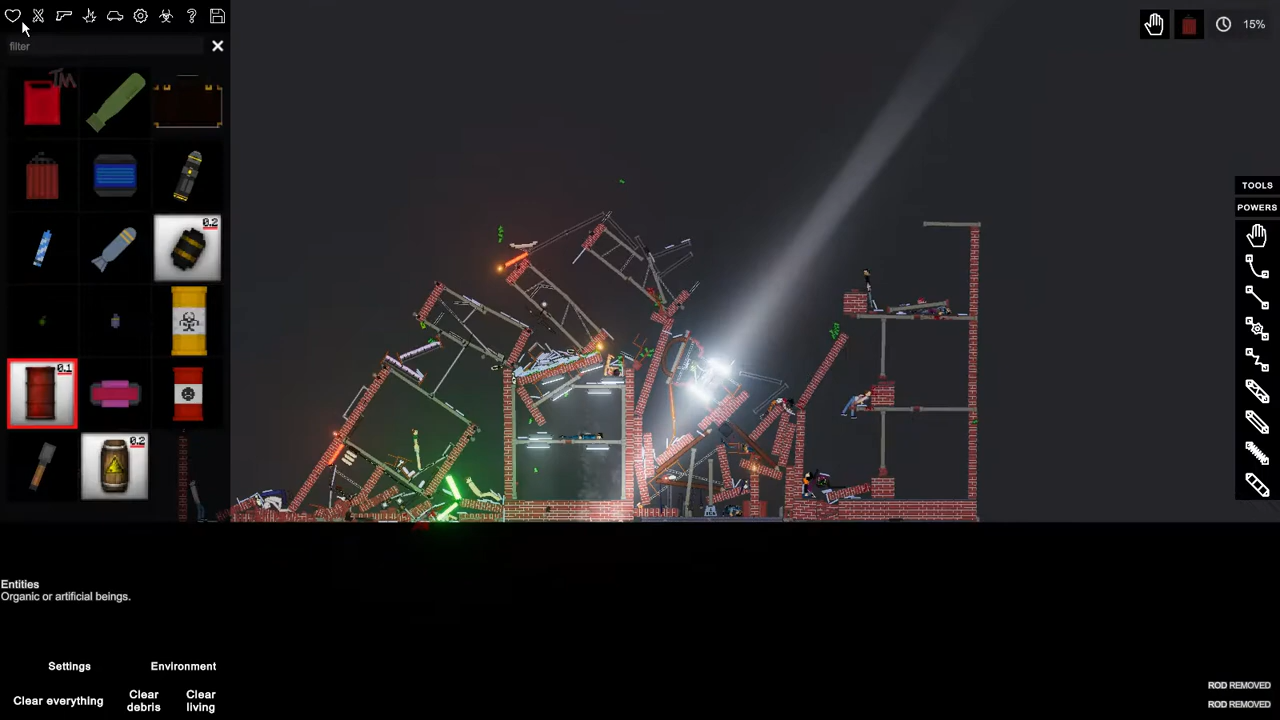 filter
TM
0.2
0.1
0.2
Entities
Organic or artificial beings.
Settings
Environment
Clear everything
Clear
debris
Clear
living
15%
TOOLS
POWERS
ROD REMOVED
ROD REMOVED